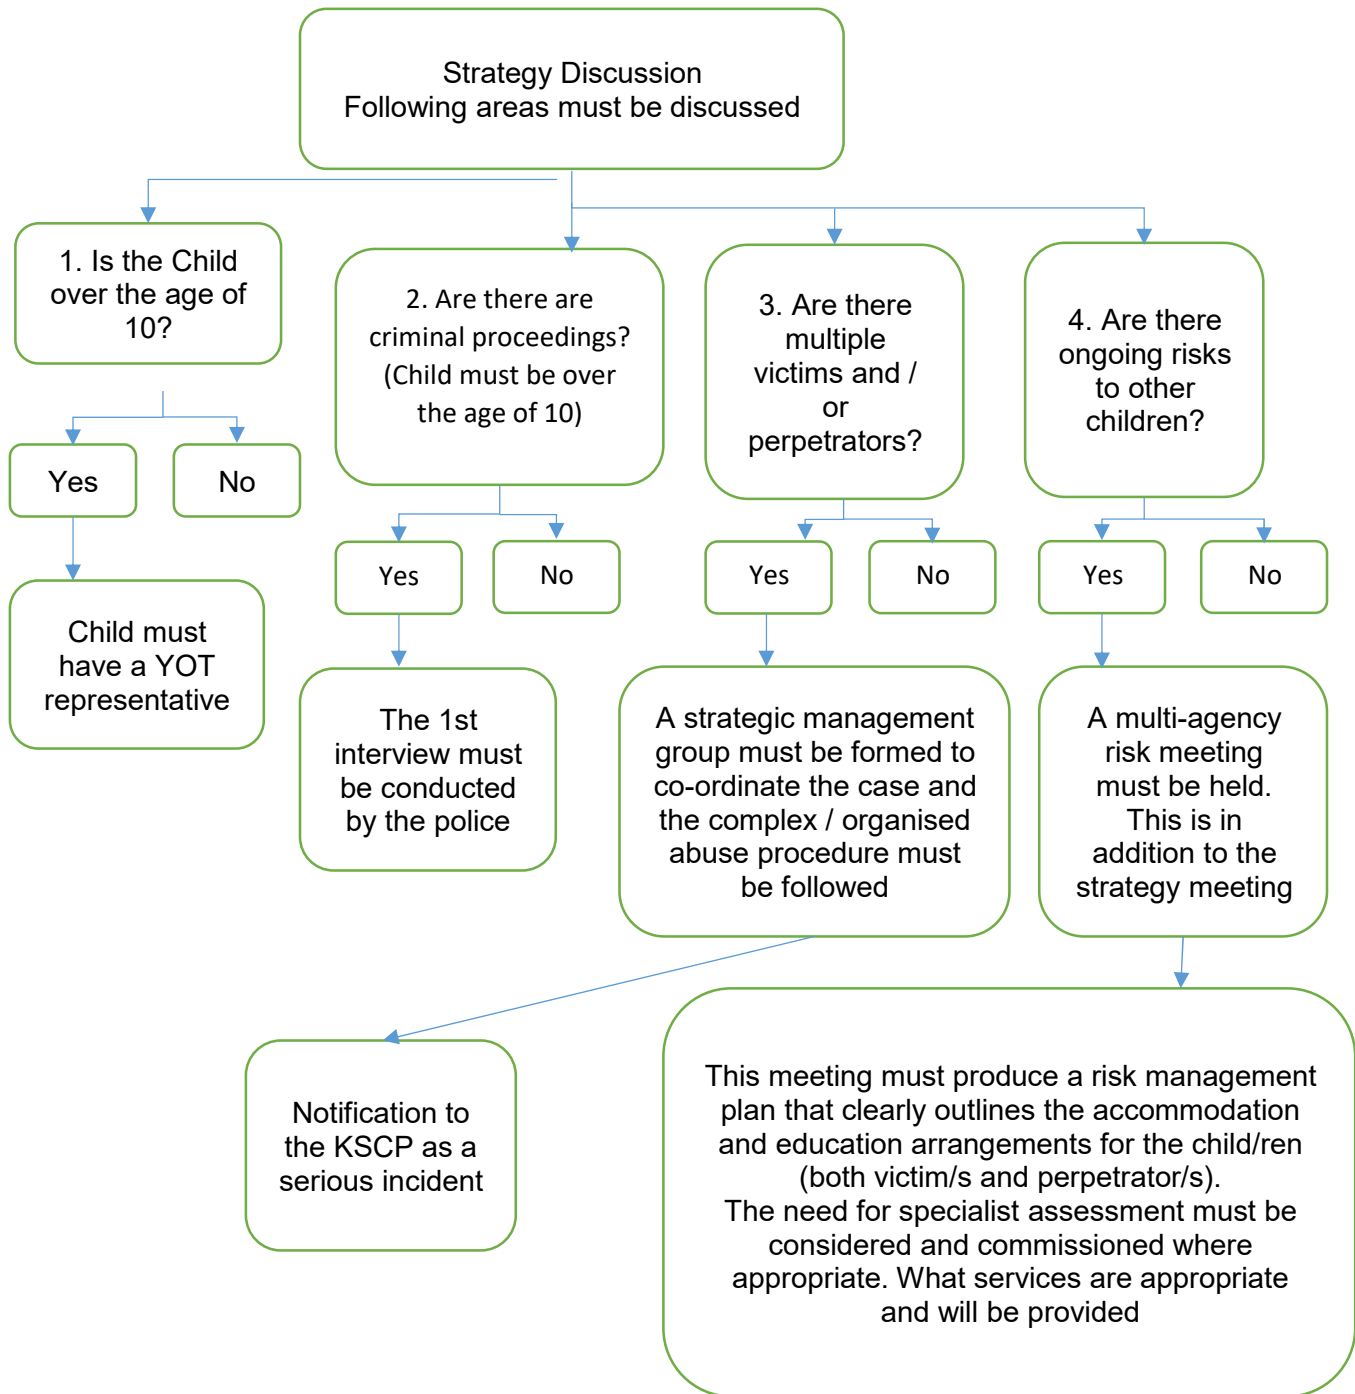 Strategy Discussion
Following areas must be discussed
1. Is the Child
over the age of
10?
2. Are there are
criminal proceedings?
(Child must be over
the age of 10)
3. Are there
multiple
victims and /
or
perpetrators?
4. Are there
ongoing risks
to other
children?
Yes
No
Yes
No
Yes
No
Yes
No
Child must
have a YOT
representative
The 1st
interview must
be conducted
by the police
A strategic management
group must be formed to
co-ordinate the case and
the complex / organised
abuse procedure must
be followed
A multi-agency
risk meeting
must be held.
This is in
addition to the
strategy meeting
Notification to
the KSCP as a
serious incident
This meeting must produce a risk management
plan that clearly outlines the accommodation
and education arrangements for the child/ren
(both victim/s and perpetrator/s).
The need for specialist assessment must be
considered and commissioned where
appropriate. What services are appropriate
and will be provided